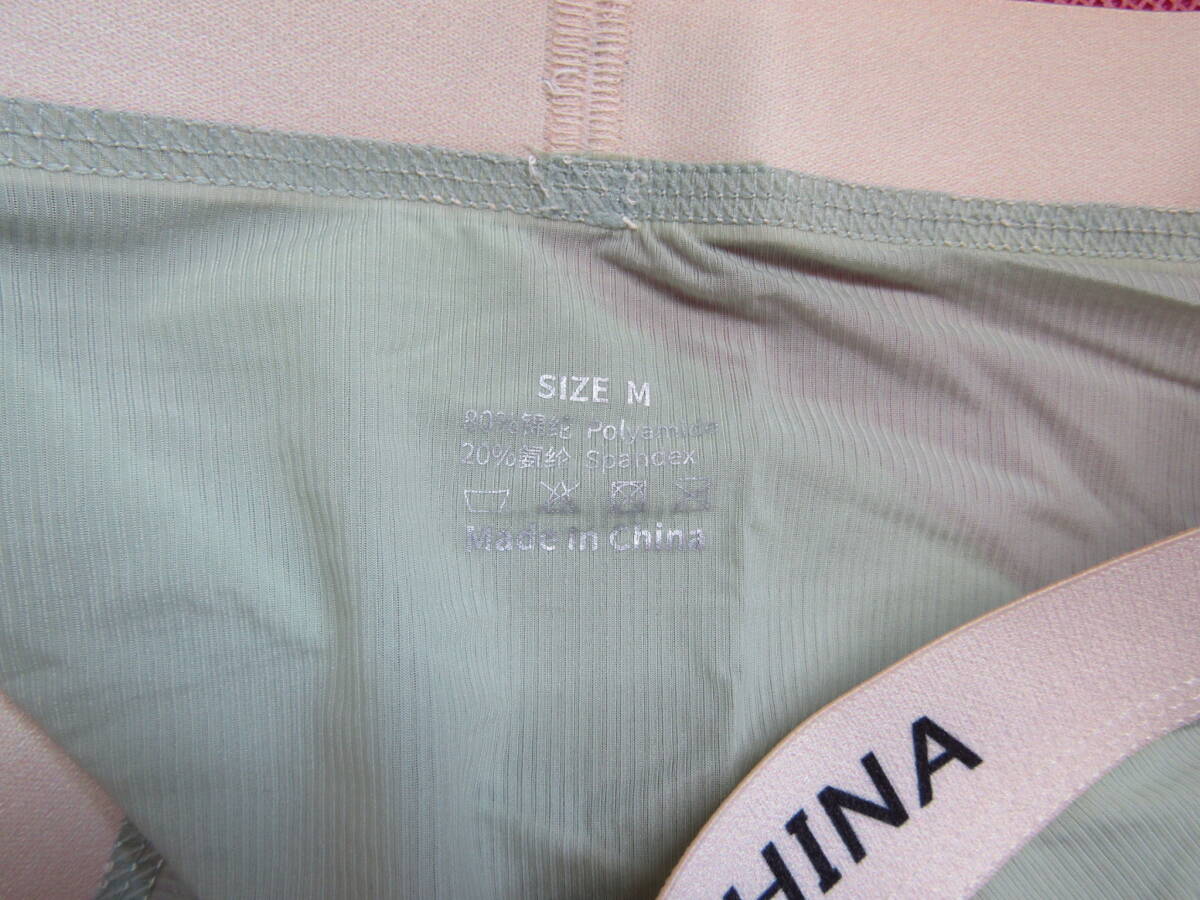 SIZE M
80%锦纶 Polyamide
20%氨纶 Spandex
Made in China
HINA